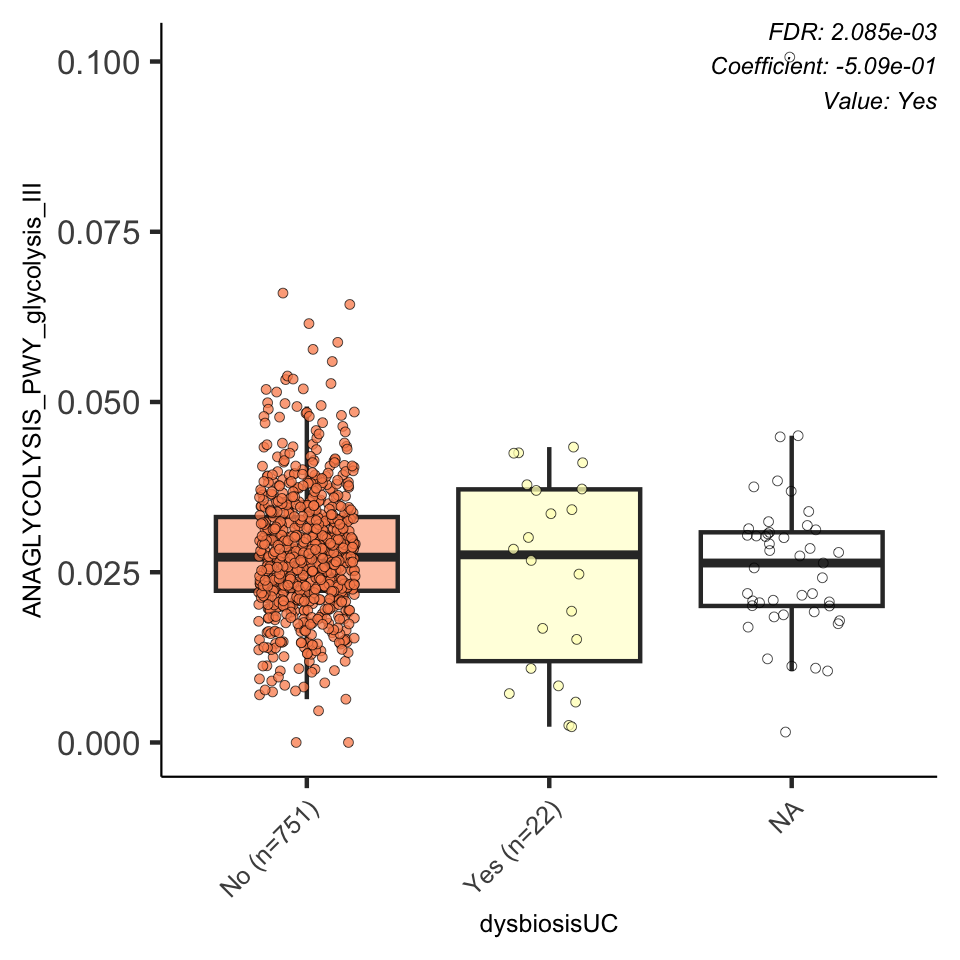 FDR: 2.085e-03
Coefficient: -5.09e-01
Value: Yes
ANAGLYCOLYSIS_PWY_glycolysis_III
0.100
0.075
0.050
0.025
0.000
No (n=751)
Yes (n=22)
NA
dysbiosisUC